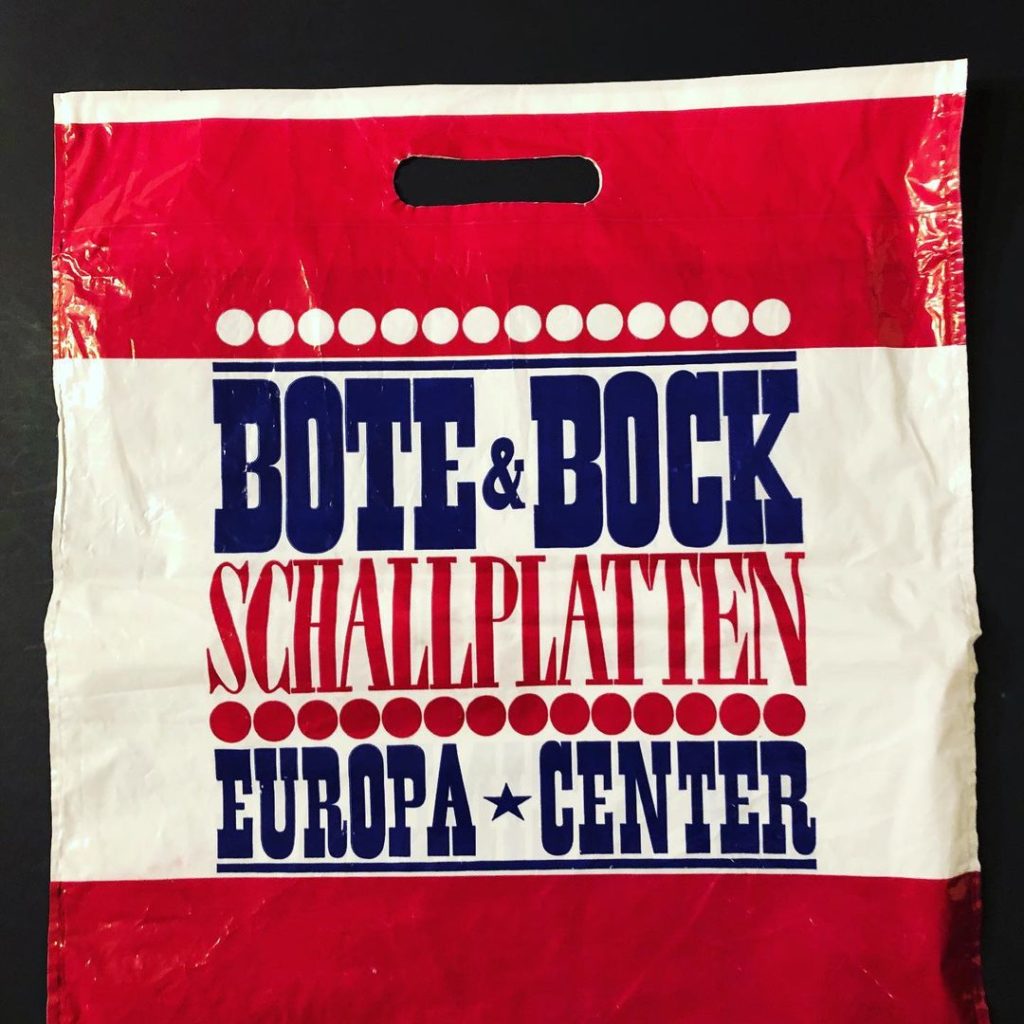 BOTE & BOCK
SCHALLPLATTEN
EUROPA ★ CENTER